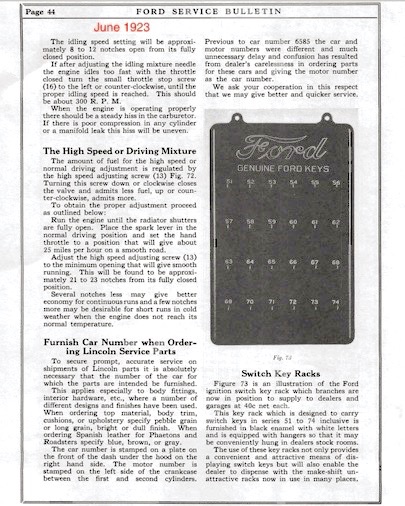 Page 44
FORD SERVICE BULLETIN
June 1923
The idling speed setting will be approxi-
mately 8 to 12 notches open from its fully
closed position.
If after adjusting the idling mixture needle
the engine idles too fast with the throttle
closed turn the small throttle stop screw
(16) to the left or counter-clockwise, until the
proper idling speed is reached. This should
be about 300 R. P. M.
When the engine is operating properly
there should be a steady hiss in the carburetor.
If there is poor compression in any cylinder
or a manifold leak this hiss will be uneven.
The High Speed or Driving Mixture
The amount of fuel for the high speed or
normal driving adjustment is regulated by
the high speed adjusting screw (13) Fig. 72.
Turning this screw down or clockwise closes
the valve and admits less fuel, up or coun-
ter-clockwise, admits more.
To obtain the proper adjustment proceed
as outlined below:
Run the engine until the radiator shutters
are fully open. Place the spark lever in the
normal driving position and set the hand
throttle to a position that will give about
25 miles per hour on a smooth road.
Adjust the high speed adjusting screw (13)
to the minimum opening that will give smooth
running. This will be found to be approxi-
mately 21 to 23 notches from its fully closed
position.
Several notches less may give better
economy for continuous runs and a few notches
more may be desirable for short runs in cold
weather when the engine does not reach its
normal temperature.
Furnish Car Number when Order-
ing Lincoln Service Parts
To secure prompt, accurate service on
shipments of Lincoln parts it is absolutely
necessary that the number of the car for
which the parts are intended be furnished.
This applies especially to body fittings,
interior hardware, etc., where a number of
different designs and finishes have been used.
When ordering top material, body trim,
cushions, or upholstery specify pebble grain
or long grain, bright or dull finish. When
ordering Spanish leather for Phaetons and
Roadsters specify blue, brown, or gray.
The car number is stamped on a plate on
the front of the dash under the hood on the
right hand side. The motor number is
stamped on the left side of the crankcase
between the first and second cylinders.
Previous to car number 6585 the car and
motor numbers were different and much
unnecessary delay and confusion has resulted
from dealer's carelessness in ordering parts
for these cars and giving the motor number
as the car number.
We ask your cooperation in this respect
that we may give better and quicker service.
Ford
GENUINE FORD KEYS
51 52 53 54 55 56
57 58 59 60 61 62
63 64 65 66 67 68
69 70 71 72 73 74
Fig. 73
Switch Key Racks
Figure 73 is an illustration of the Ford
ignition switch key rack which branches are
now in position to supply to dealers and
garages at 40c net each.
This key rack which is designed to carry
switch keys in series 51 to 74 inclusive is
furnished in black enamel with white letters
and is equipped with hangers so that it may
be conveniently hung in dealers stock rooms.
The use of these key racks not only provides
a convenient and attractive means of dis-
playing switch keys but will also enable the
dealer to dispense with the make-shift un-
attractive racks now in use in many places.